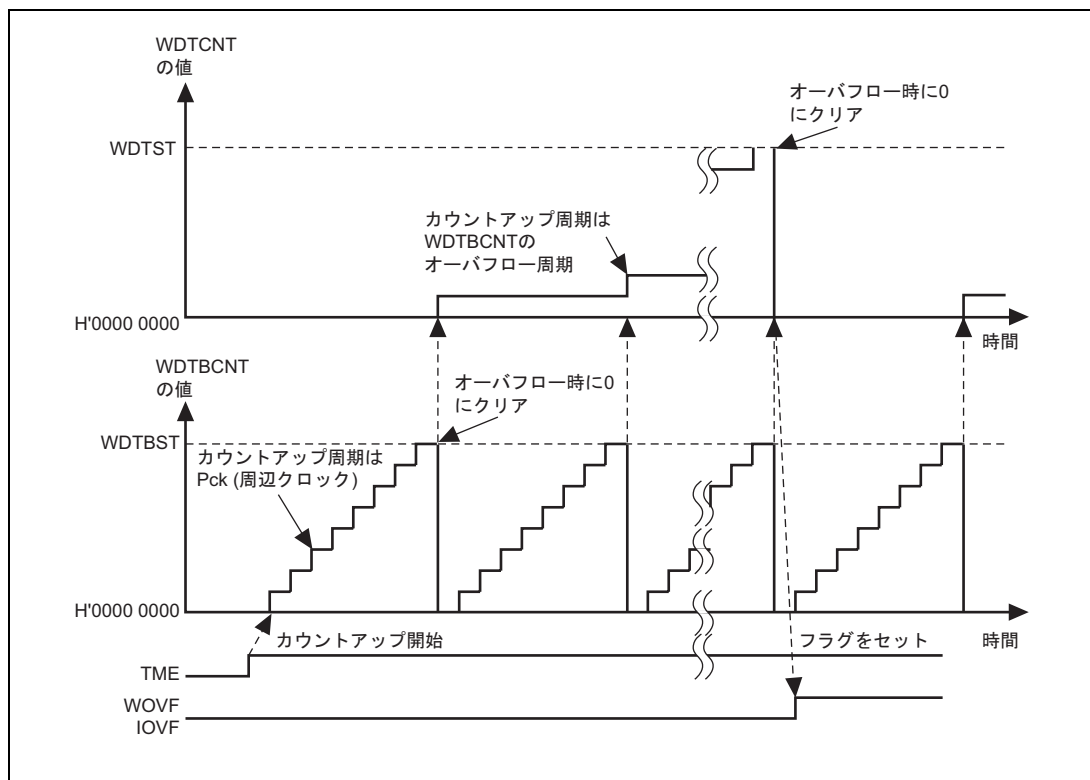 WDTCNT
の値
オーバフロー時に0
にクリア
WDTST
カウントアップ周期は
WDTBCNTの
オーバフロー周期
H'0000 0000
時間
WDTBCNT
の値
オーバフロー時に0
にクリア
WDTBST
カウントアップ周期は
Pck (周辺クロック)
H'0000 0000
時間
カウントアップ開始
フラグをセット
TME
WOVF
IOVF